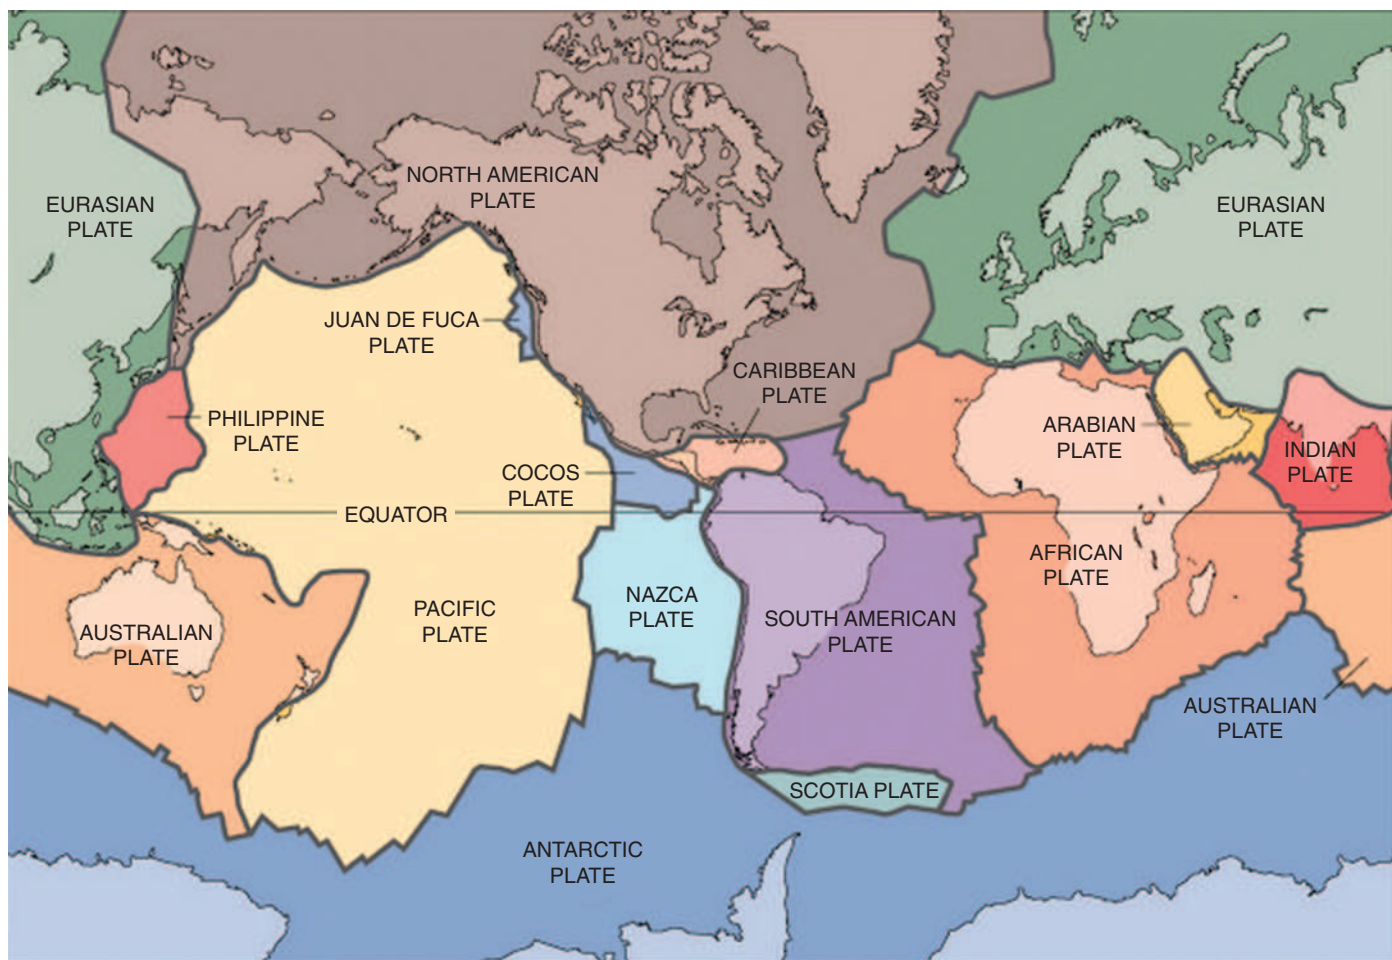 NORTH AMERICAN
PLATE
EURASIAN
PLATE
EURASIAN
PLATE
JUAN DE FUCA
PLATE
CARIBBEAN
PLATE
PHILIPPINE
PLATE
ARABIAN
PLATE
INDIAN
PLATE
COCOS
PLATE
EQUATOR
AFRICAN
PLATE
NAZCA
PLATE
PACIFIC
PLATE
SOUTH AMERICAN
PLATE
AUSTRALIAN
PLATE
AUSTRALIAN
PLATE
SCOTIA PLATE
ANTARCTIC
PLATE